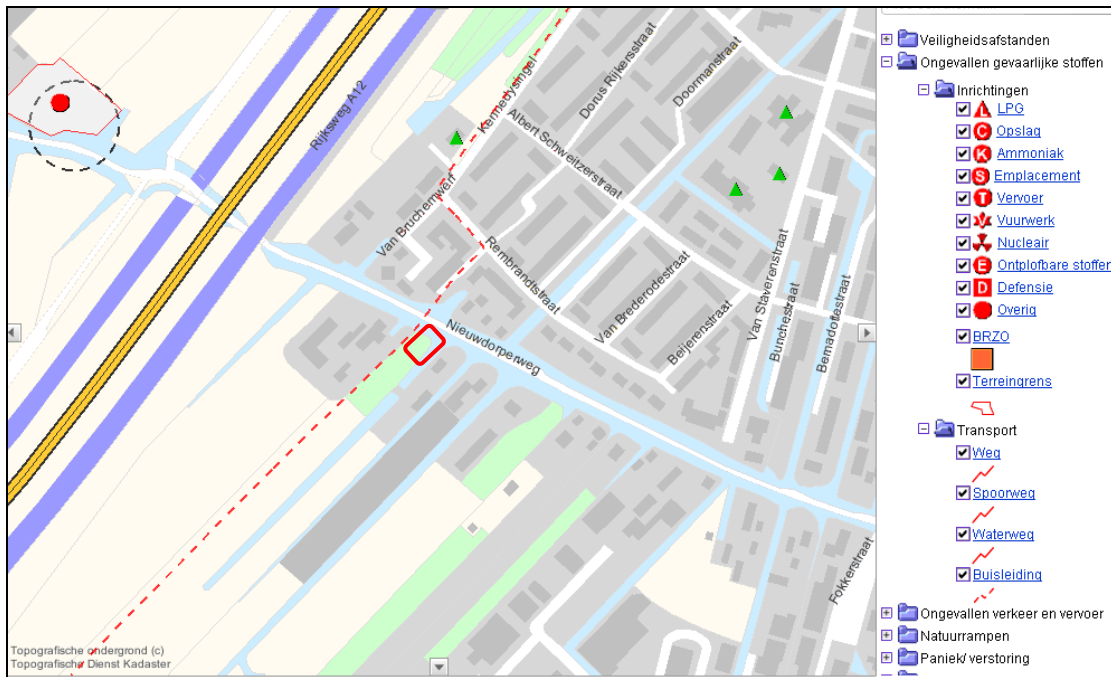 Kennedysingel
Dorus Rijkersstraat
Doormanstraat
Rijksweg A12
Albert Schweitzerstraat
Van Bruchemwerf
Rembrandtstraat
Van Brederodestraat
Beijerenstraat
Van Staverenstraat
Bunchestraat
Bernadottestraat
Nieuwdorperweg
Fokkerstraat
Topografische ondergrond (c)
Topografische Dienst Kadaster
Veiligheidsafstanden
Ongevallen gevaarlijke stoffen
Inrichtingen
L LPG
C Opslag
K Ammoniak
S Emplacement
T Vervoer
V Vuurwerk
Nucleair
E Ontplofbare stoffen
D Defensie
Overig
BRZO
Terreingrens
Transport
Weg
Spoorweg
Waterweg
Buisleiding
Ongevallen verkeer en vervoer
Natuurrampen
Paniek/verstoring